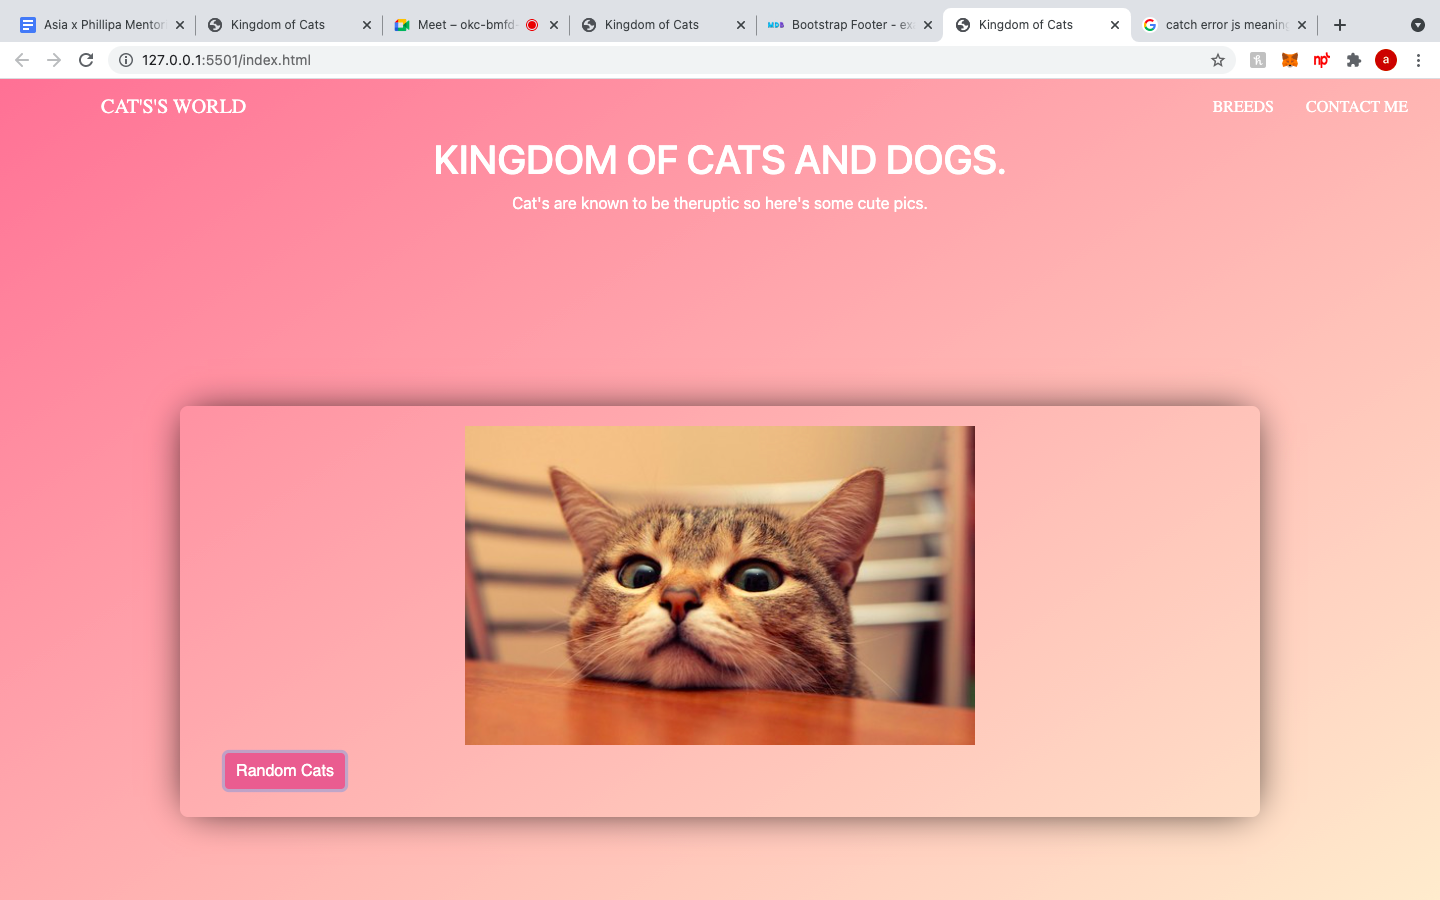 Asia x Phillipa Mentor
Kingdom of Cats
Meet – okc-bmfd-
Kingdom of Cats
MDB
Bootstrap Footer - ex
Kingdom of Cats
catch error js meaning
127.0.0.1:5501/index.html
a
CAT'S'S WORLD
BREEDS
CONTACT ME
KINGDOM OF CATS AND DOGS.
Cat's are known to be theruptic so here's some cute pics.
Random Cats